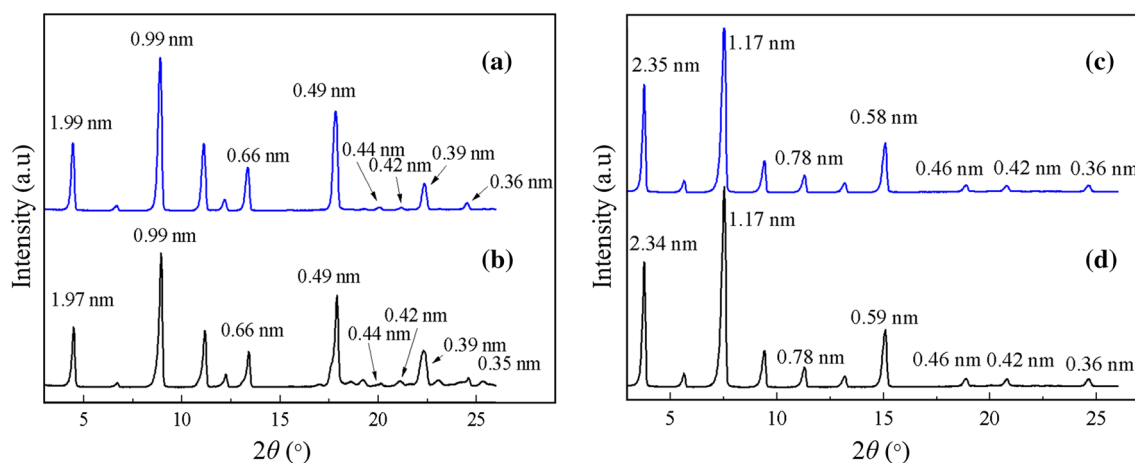 0.99 nm
(a)
1.99 nm
0.49 nm
0.66 nm
0.44 nm
0.42 nm
0.39 nm
0.36 nm
0.99 nm
(b)
1.97 nm
0.49 nm
0.66 nm
0.44 nm
0.42 nm
0.39 nm
0.35 nm
Intensity (a.u)
5 10 15 20 25
2θ (°)
(c)
2.35 nm
1.17 nm
0.58 nm
0.78 nm
0.46 nm
0.42 nm
0.36 nm
(d)
2.34 nm
1.17 nm
0.59 nm
0.78 nm
0.46 nm
0.42 nm
0.36 nm
Intensity (a.u)
5 10 15 20 25
2θ (°)